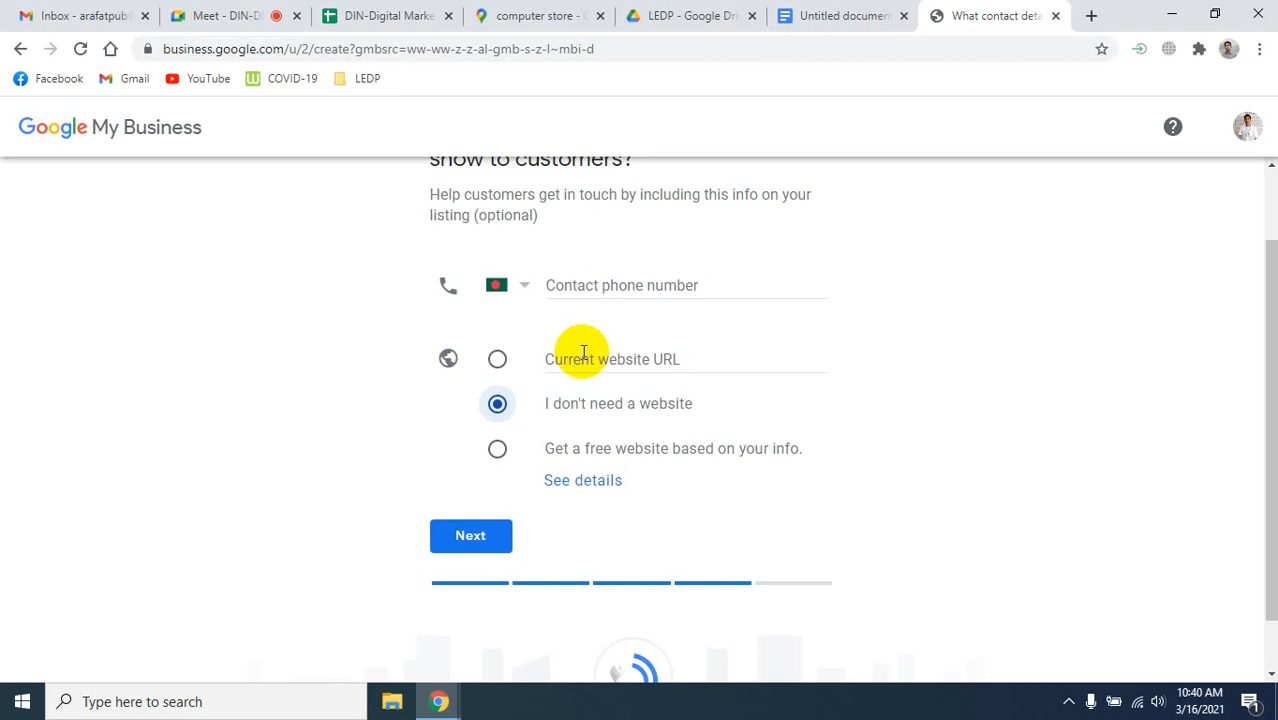 Inbox - arafatpub
Meet - DIN-D
DIN-Digital Marke
computer store - G
LEDP - Google Dr
Untitled document
What contact deta
business.google.com/u/2/create?gmbsrc=ww-ww-z-z-al-gmb-s-z-l~mbi-d
Facebook
Gmail
YouTube
COVID-19
LEDP
Google My Business
show to customers?
Help customers get in touch by including this info on your
listing (optional)
Contact phone number
Current website URL
I don't need a website
Get a free website based on your info.
See details
Next
Type here to search
10:40 AM
3/16/2021
1